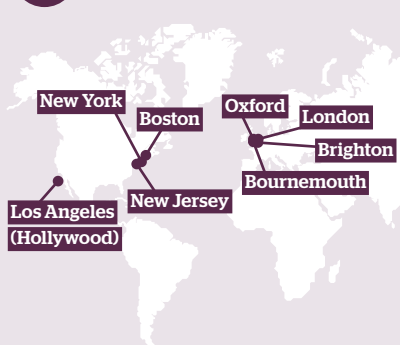 New York
Boston
Oxford
London
Brighton
Bournemouth
New Jersey
Los Angeles
(Hollywood)